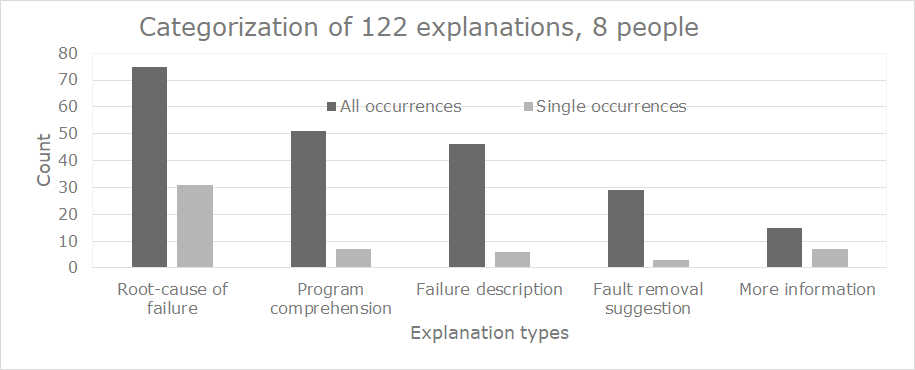 Categorization of 122 explanations, 8 people
80
70
60
50
40
30
20
10
0
Count
All occurrences
Single occurrences
Root-cause of
failure
Program
comprehension
Failure description
Fault removal
suggestion
More information
Explanation types